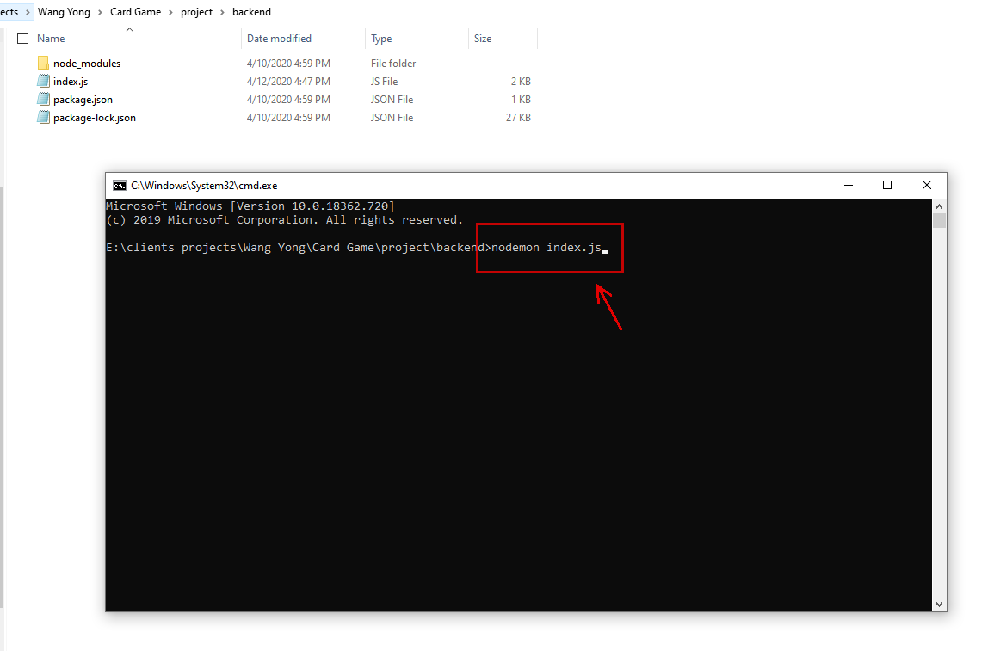 ects > Wang Yong > Card Game > project > backend
Name Date modified Type Size
node_modules 4/10/2020 4:59 PM File folder
index.js 4/12/2020 4:47 PM JS File 2 KB
package.json 4/10/2020 4:59 PM JSON File 1 KB
package-lock.json 4/10/2020 4:59 PM JSON File 27 KB
C:\Windows\System32\cmd.exe
Microsoft Windows [Version 10.0.18362.720]
(c) 2019 Microsoft Corporation. All rights reserved.
E:\clients projects\Wang Yong\Card Game\project\backend>nodemon index.js